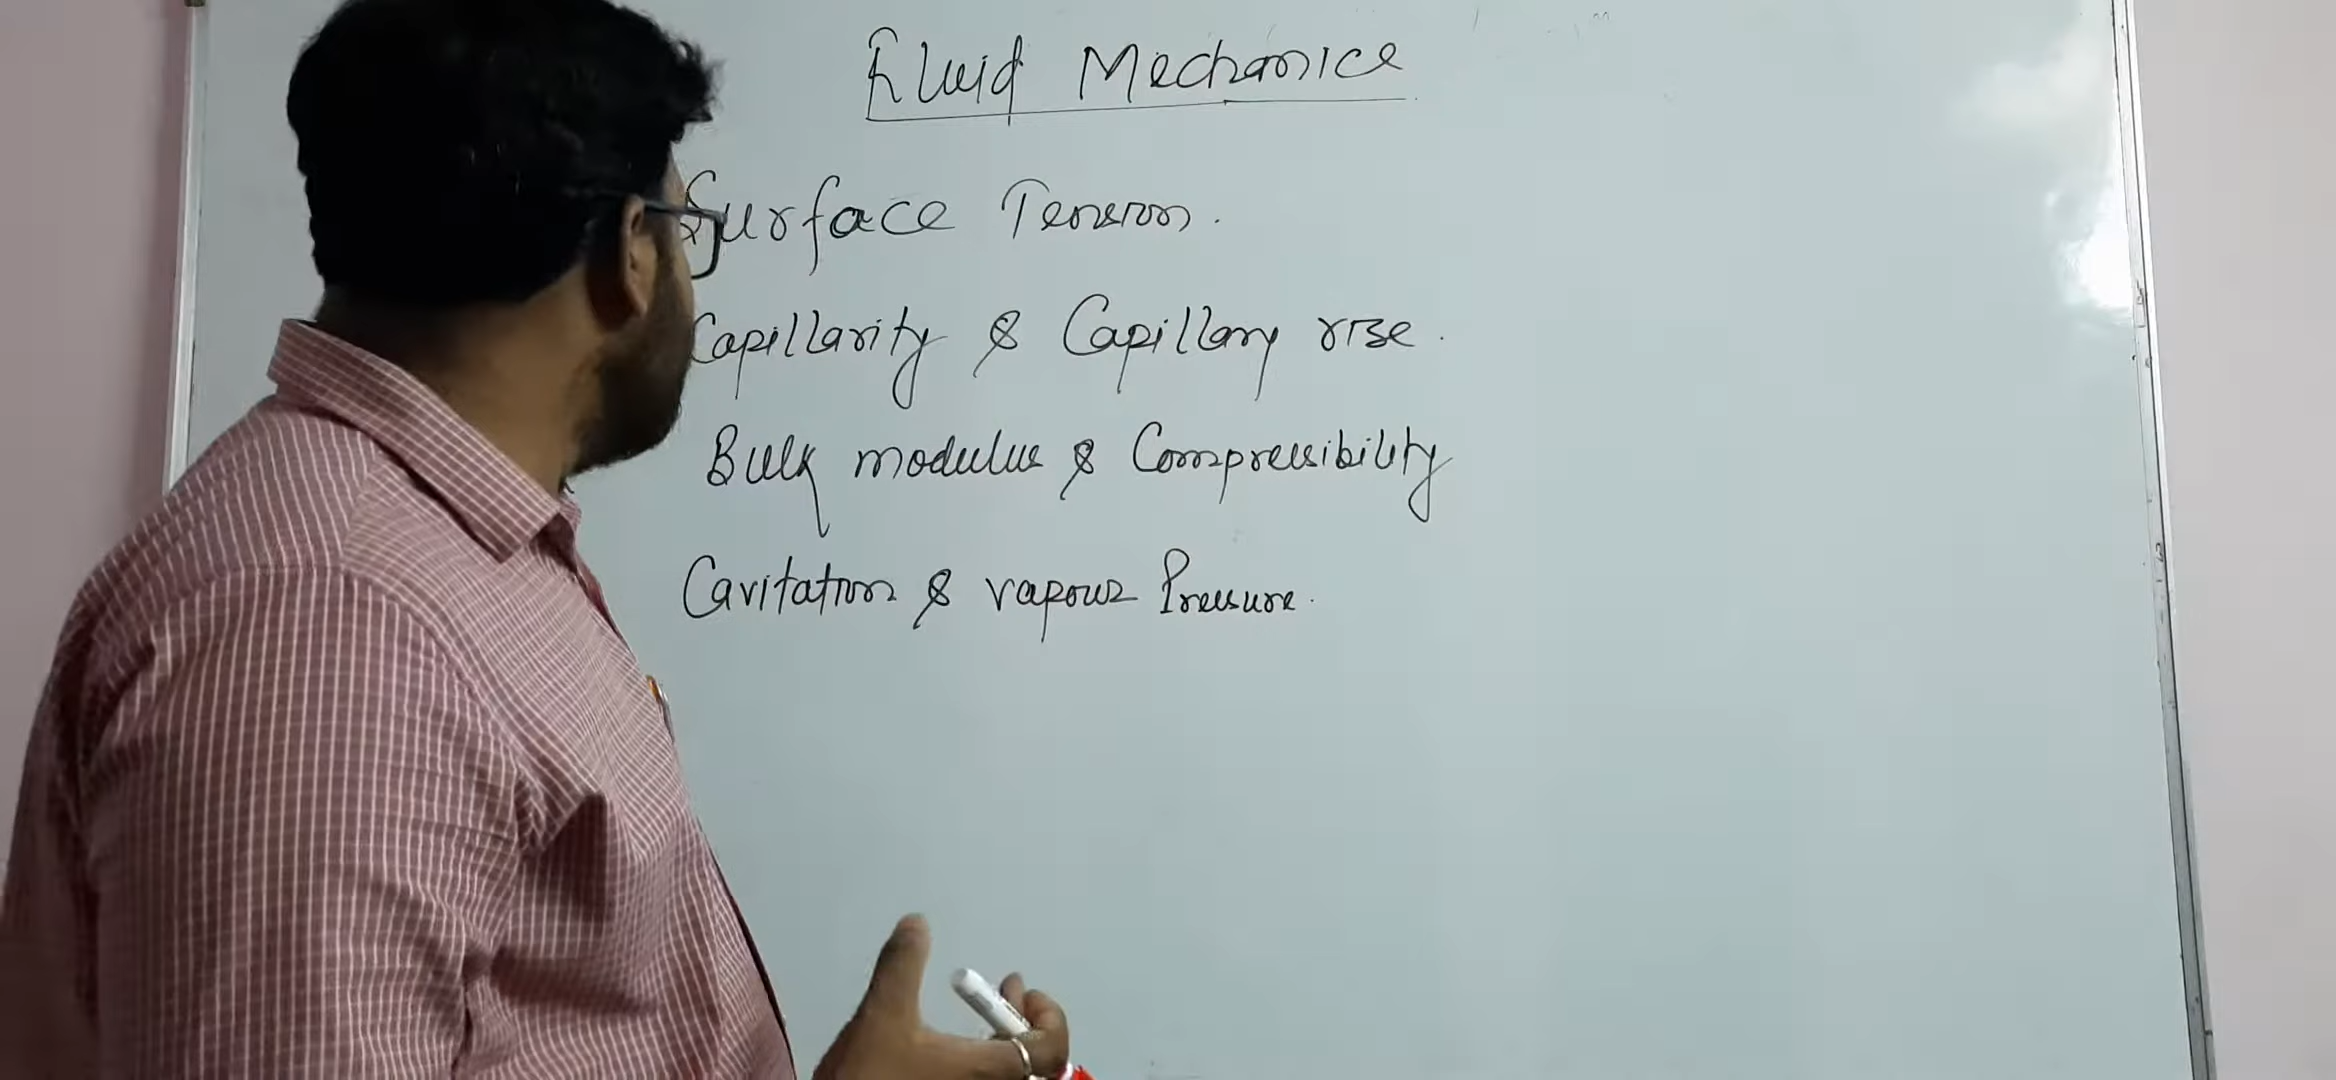 Fluid Mechanics
Surface Tension.
Capillarity & Capillary rise.
Bulk modulus & Compressibility
Cavitation & vapour Pressure.